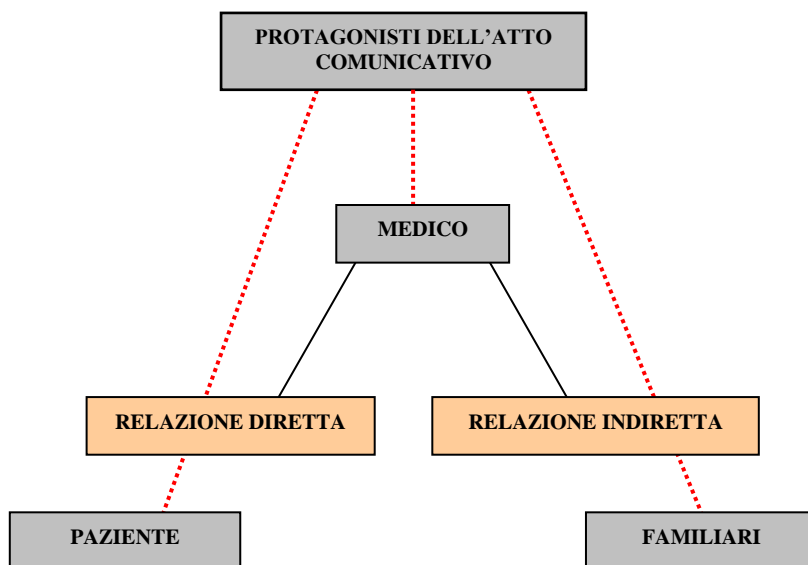 PROTAGONISTI DELL’ATTO
COMUNICATIVO
MEDICO
RELAZIONE DIRETTA
RELAZIONE INDIRETTA
PAZIENTE
FAMILIARI